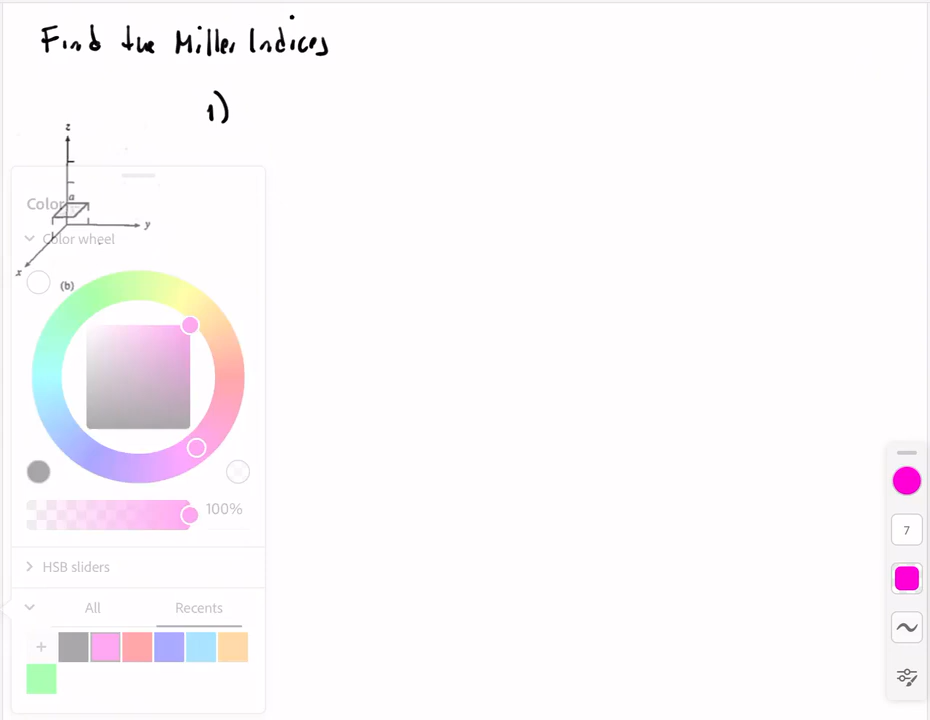 Find the Miller Indices
1)
z
a
Color
y
Color wheel
x
(b)
100%
HSB sliders
All Recents
+
7